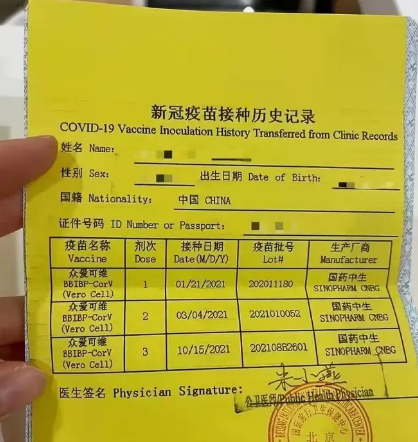 新冠疫苗接种历史记录
COVID-19 Vaccine Inoculation History Transferred from Clinic Records
姓名 Name:
性别 Sex: 出生日期 Date of Birth:
国籍 Nationality: 中国 CHINA
证件号码 ID Number or Passport:
疫苗名称 剂次 接种日期 疫苗批号 生产厂商
Vaccine Dose Date(M/D/Y) Lot# Manufacturer
众爱可维 国药中生
BBIBP-CorV 1 01/21/2021 202011180 SINOPHARM CNBG
(Vero Cell)
众爱可维 国药中生
BBIBP-CorV 2 03/04/2021 2021010052 SINOPHARM CNBG
(Vero Cell)
众爱可维 国药中生
BBIBP-CorV 3 10/15/2021 202108B2601 SINOPHARM CNBG
(Vero Cell)
医生签名 Physician Signature:
公卫医师/Public Health Physician
北京